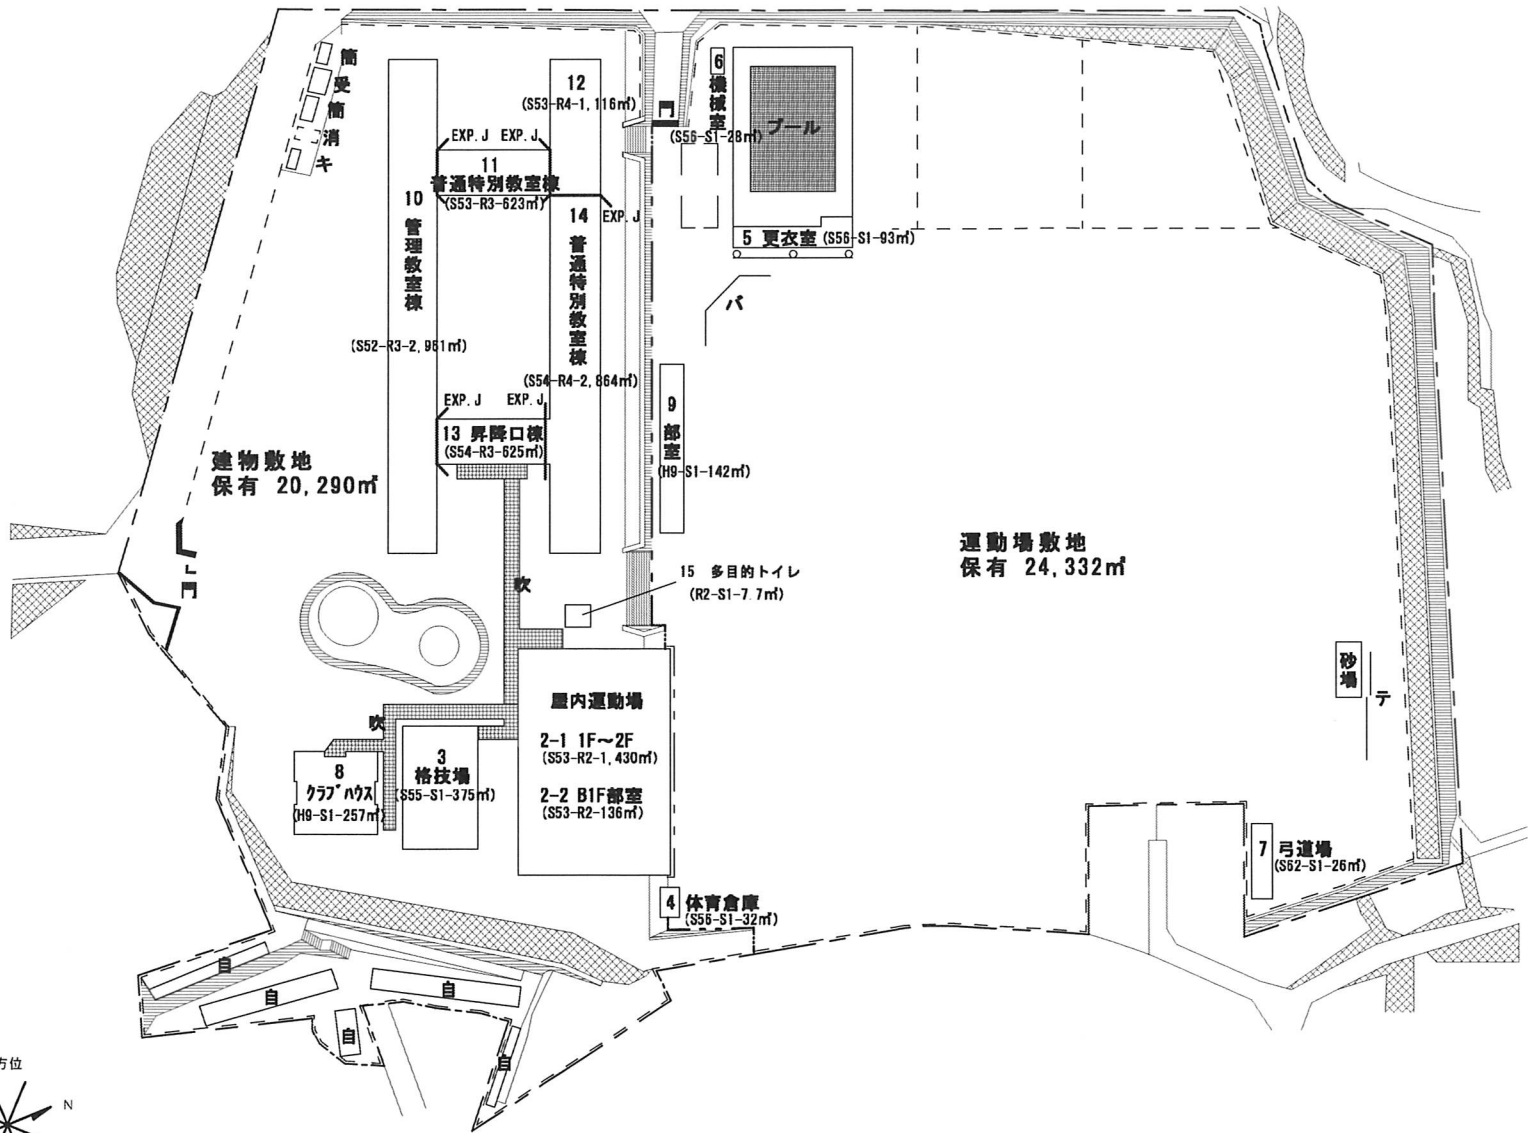 簡
受
簡
消
キ
12
(S53-R4-1,116㎡)
EXP.J EXP.J
11
普通特別教室棟
(S53-R3-623㎡)
10
管理教室棟
(S52-R3-2,961㎡)
14
EXP.J
普通特別教室棟
(S54-R4-2,864㎡)
EXP.J EXP.J
13 昇降口棟
(S54-R3-625㎡)
門
6
機械室
(S56-S1-28㎡)
プール
5 更衣室 (S56-S1-93㎡)
バ
9
部室
(H9-S1-142㎡)
建物敷地
保有 20,290㎡
運動場敷地
保有 24,332㎡
門
吹
15 多目的トイレ
(R2-S1-7.7㎡)
砂場
テ
屋内運動場
2-1 1F～2F
(S53-R2-1,430㎡)
2-2 B1F部室
(S53-R2-136㎡)
吹
3
格技場
(S55-S1-375㎡)
8
クラブハウス
(H9-S1-257㎡)
7 弓道場
(S62-S1-26㎡)
4 体育倉庫
(S56-S1-32㎡)
自
自
自
自
自
方位
N